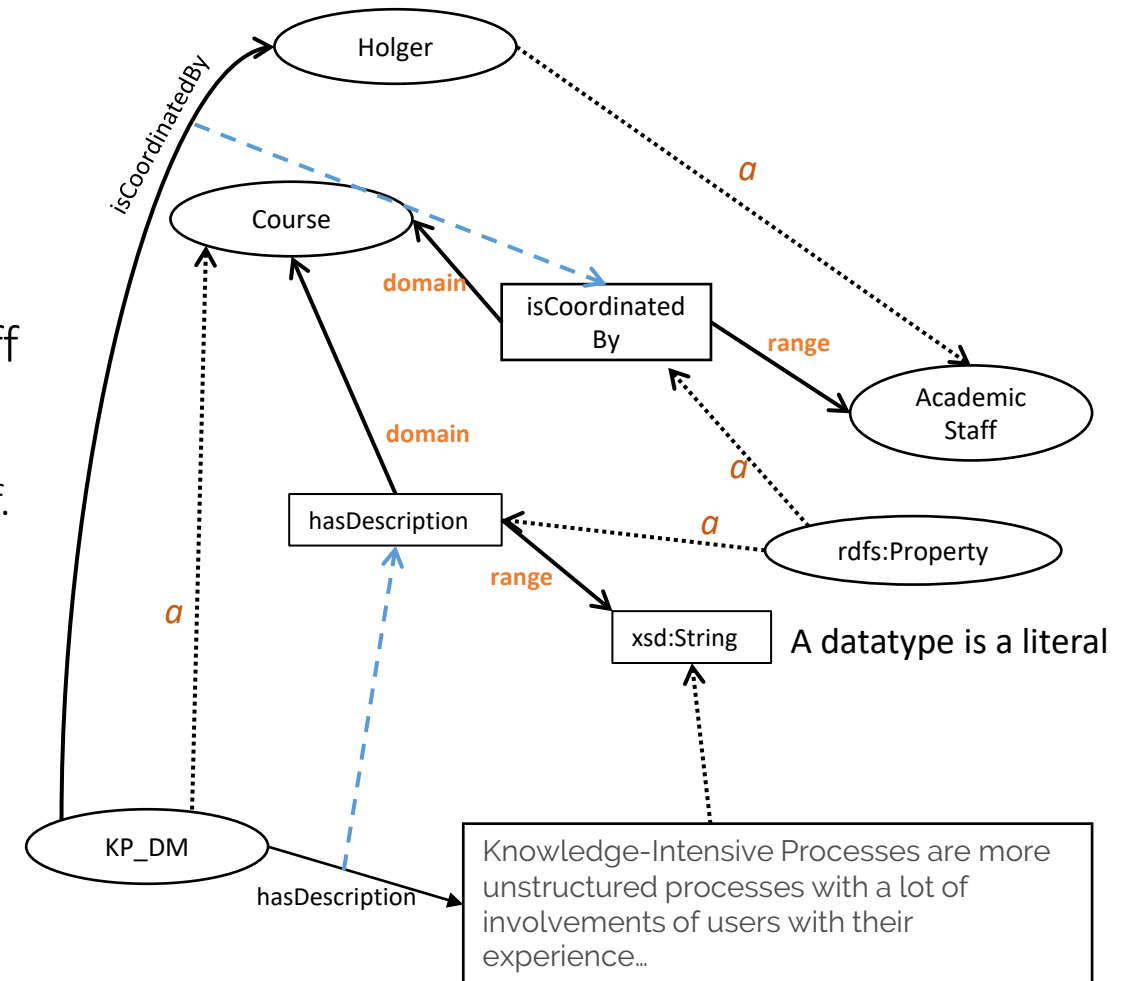 Holger
isCoordinatedBy
a
Course
domain
isCoordinated
By
range
ff
Academic
Staff
domain
a
f.
hasDescription
a
rdfs:Property
range
a
xsd:String
A datatype is a literal
KP_DM
hasDescription
Knowledge-Intensive Processes are more
unstructured processes with a lot of
involvements of users with their
experience…